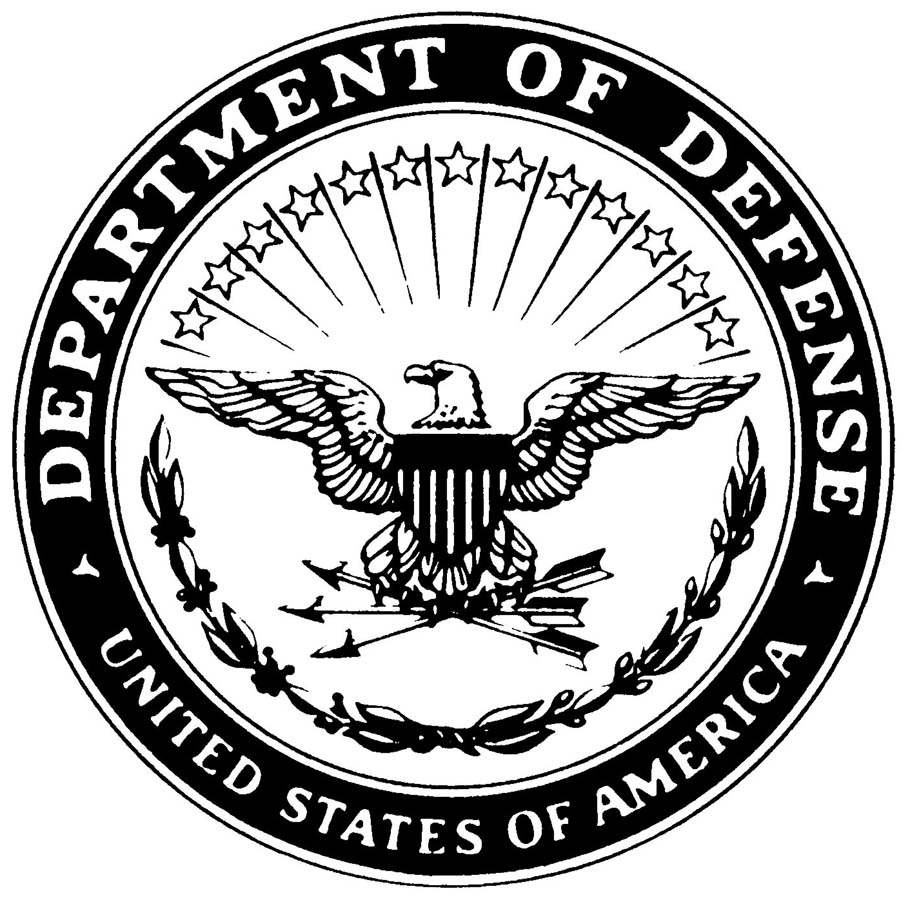 DEPARTMENT OF DEFENSE
UNITED STATES OF AMERICA